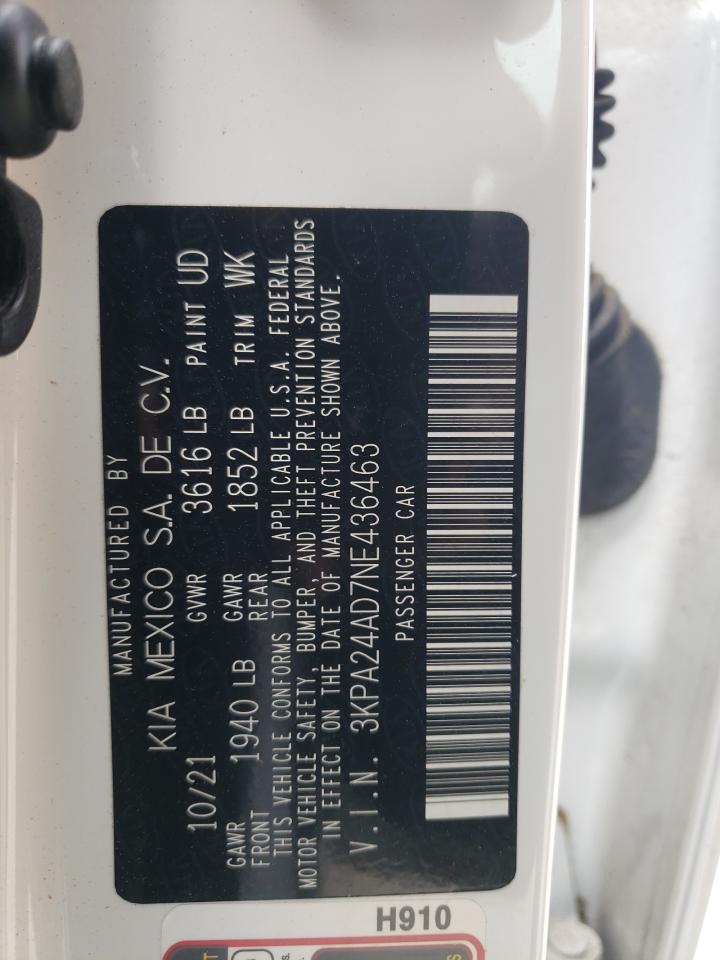 MANUFACTURED BY
KIA MEXICO S.A. DE C.V.
10/21 GVWR 3616 LB PAINT UD
GAWR FRONT 1940 LB GAWR REAR 1852 LB TRIM WK
THIS VEHICLE CONFORMS TO ALL APPLICABLE U.S.A. FEDERAL
MOTOR VEHICLE SAFETY, BUMPER, AND THEFT PREVENTION STANDARDS
IN EFFECT ON THE DATE OF MANUFACTURE SHOWN ABOVE.
V.I.N. 3KPA24AD7NE436463
PASSENGER CAR
H910